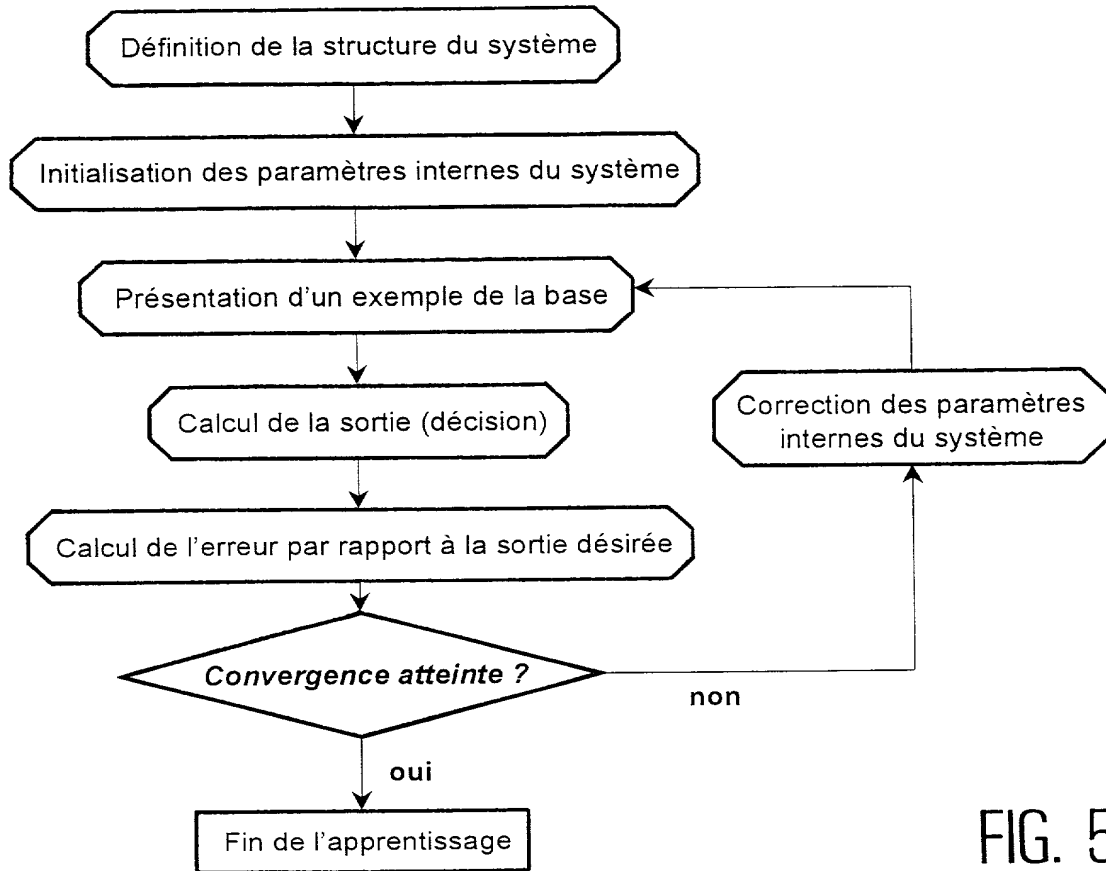 Définition de la structure du système
Initialisation des paramètres internes du système
Présentation d'un exemple de la base
Calcul de la sortie (décision)
Correction des paramètres
internes du système
Calcul de l'erreur par rapport à la sortie désirée
Convergence atteinte ?
non
oui
Fin de l'apprentissage
FIG. 5